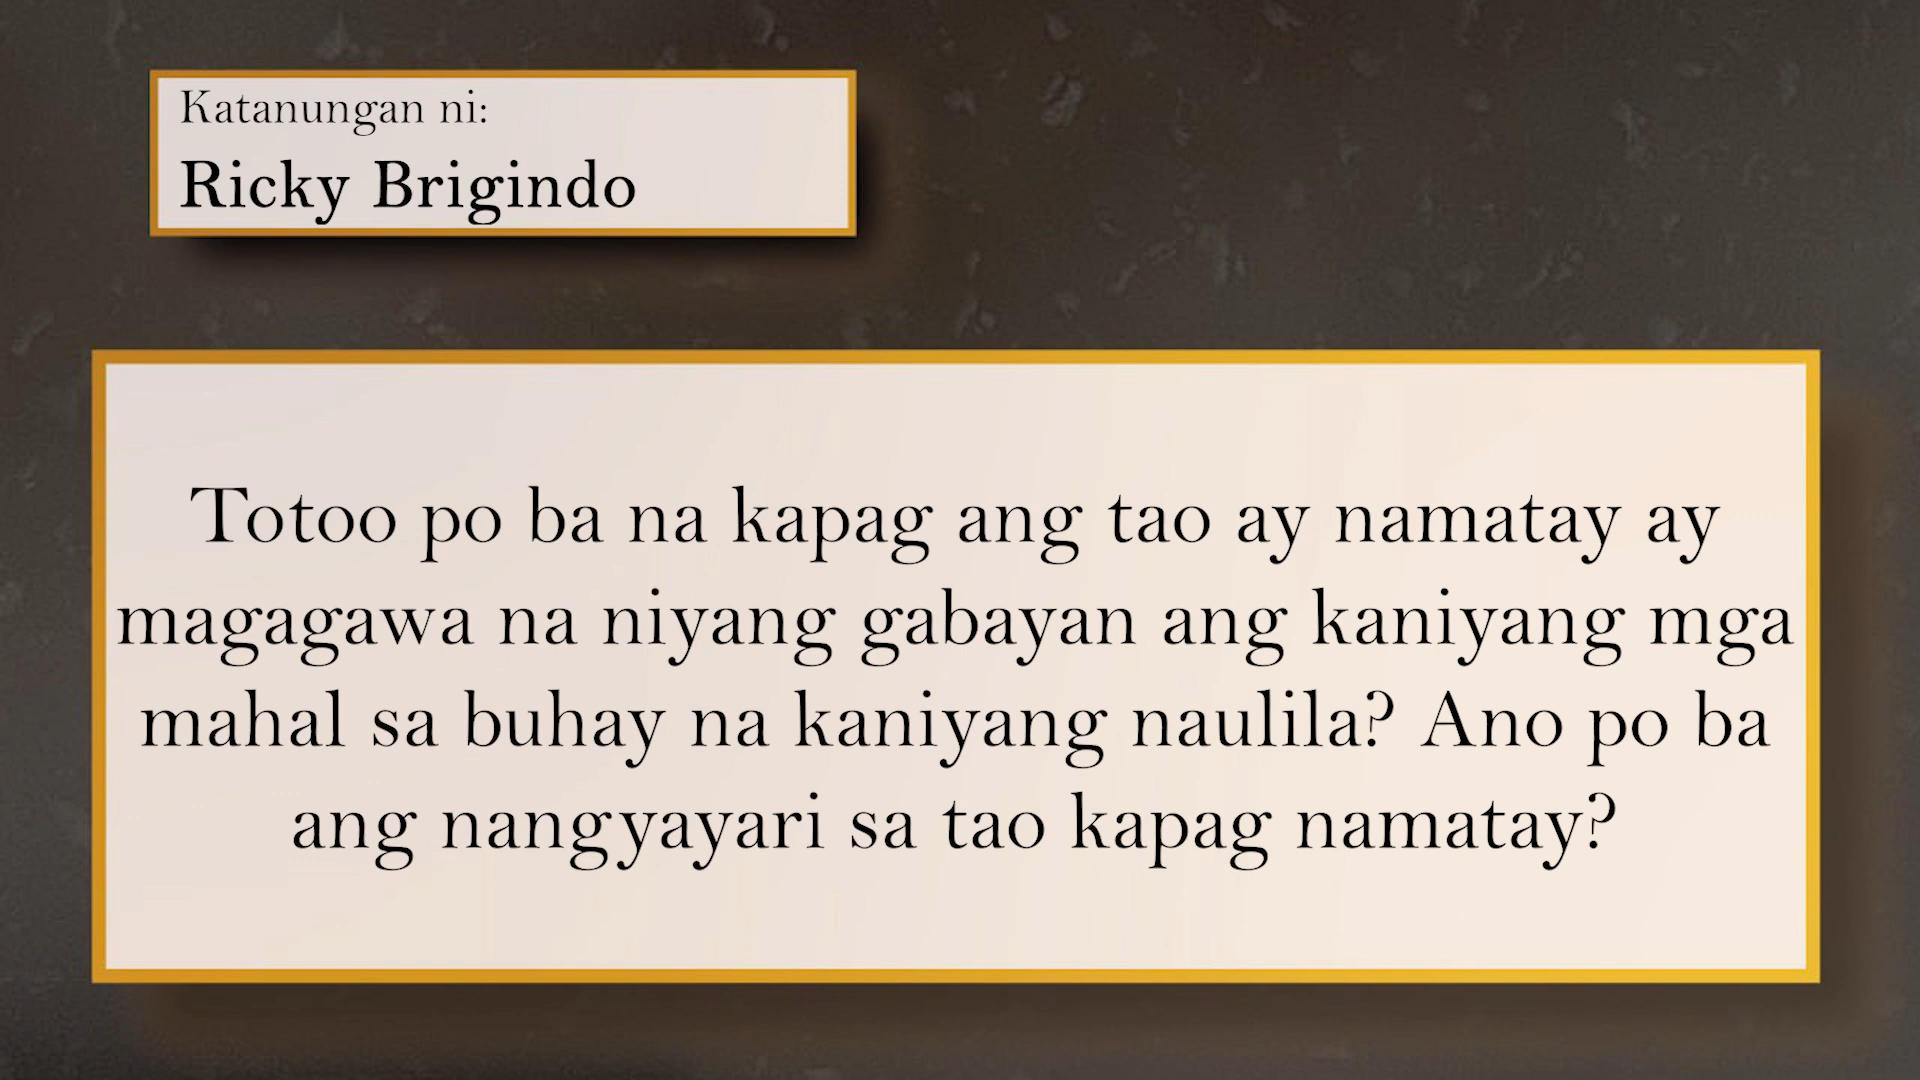 Katanungan ni:
Ricky Brigindo
Totoo po ba na kapag ang tao ay namatay ay
magagawa na niyang gabayan ang kaniyang mga
mahal sa buhay na kaniyang naulila? Ano po ba
ang nangyayari sa tao kapag namatay?